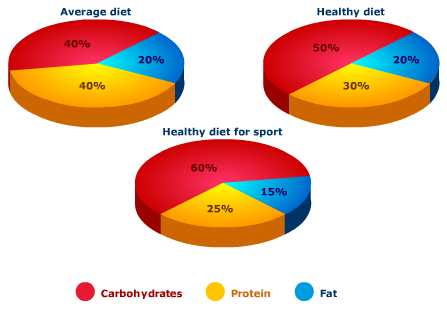 Average diet
Healthy diet
40%
20%
40%
50%
20%
30%
Healthy diet for sport
60%
15%
25%
Carbohydrates
Protein
Fat